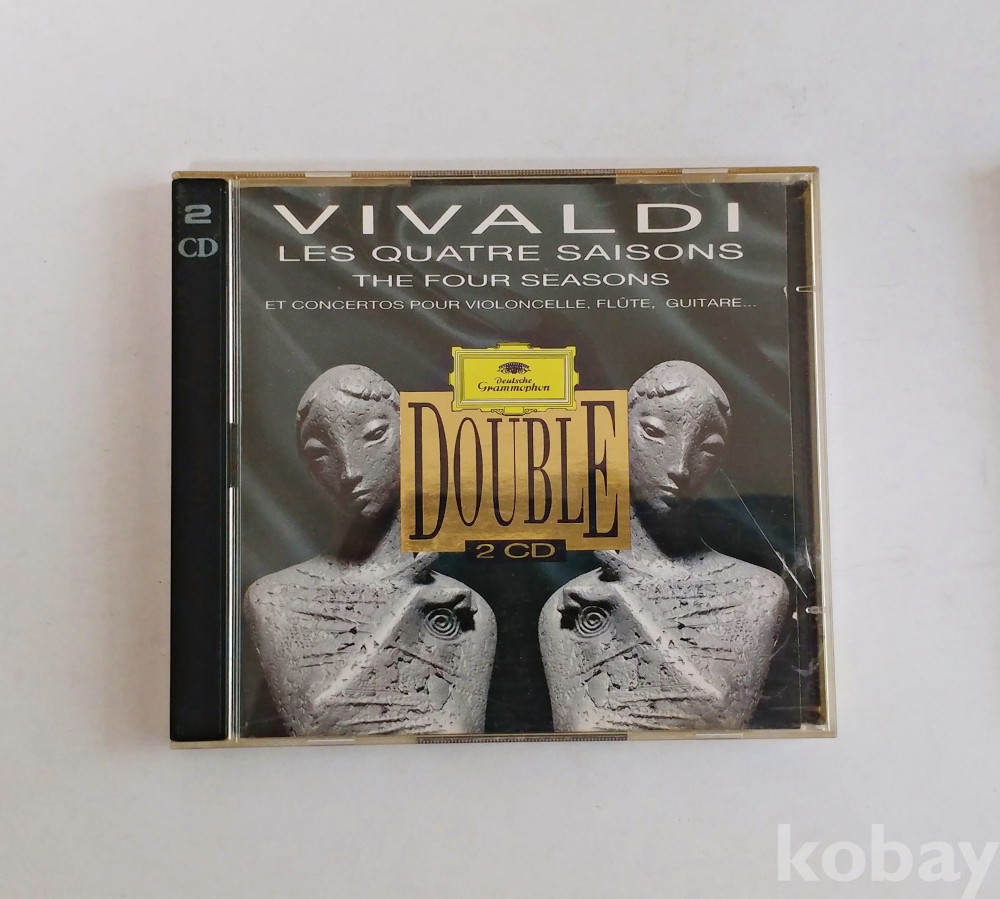 2
CD
VIVALDI
LES QUATRE SAISONS
THE FOUR SEASONS
ET CONCERTOS POUR VIOLONCELLE, FLÛTE, GUITARE...
Deutsche
Grammophon
DOUBLE
2 CD
kobay